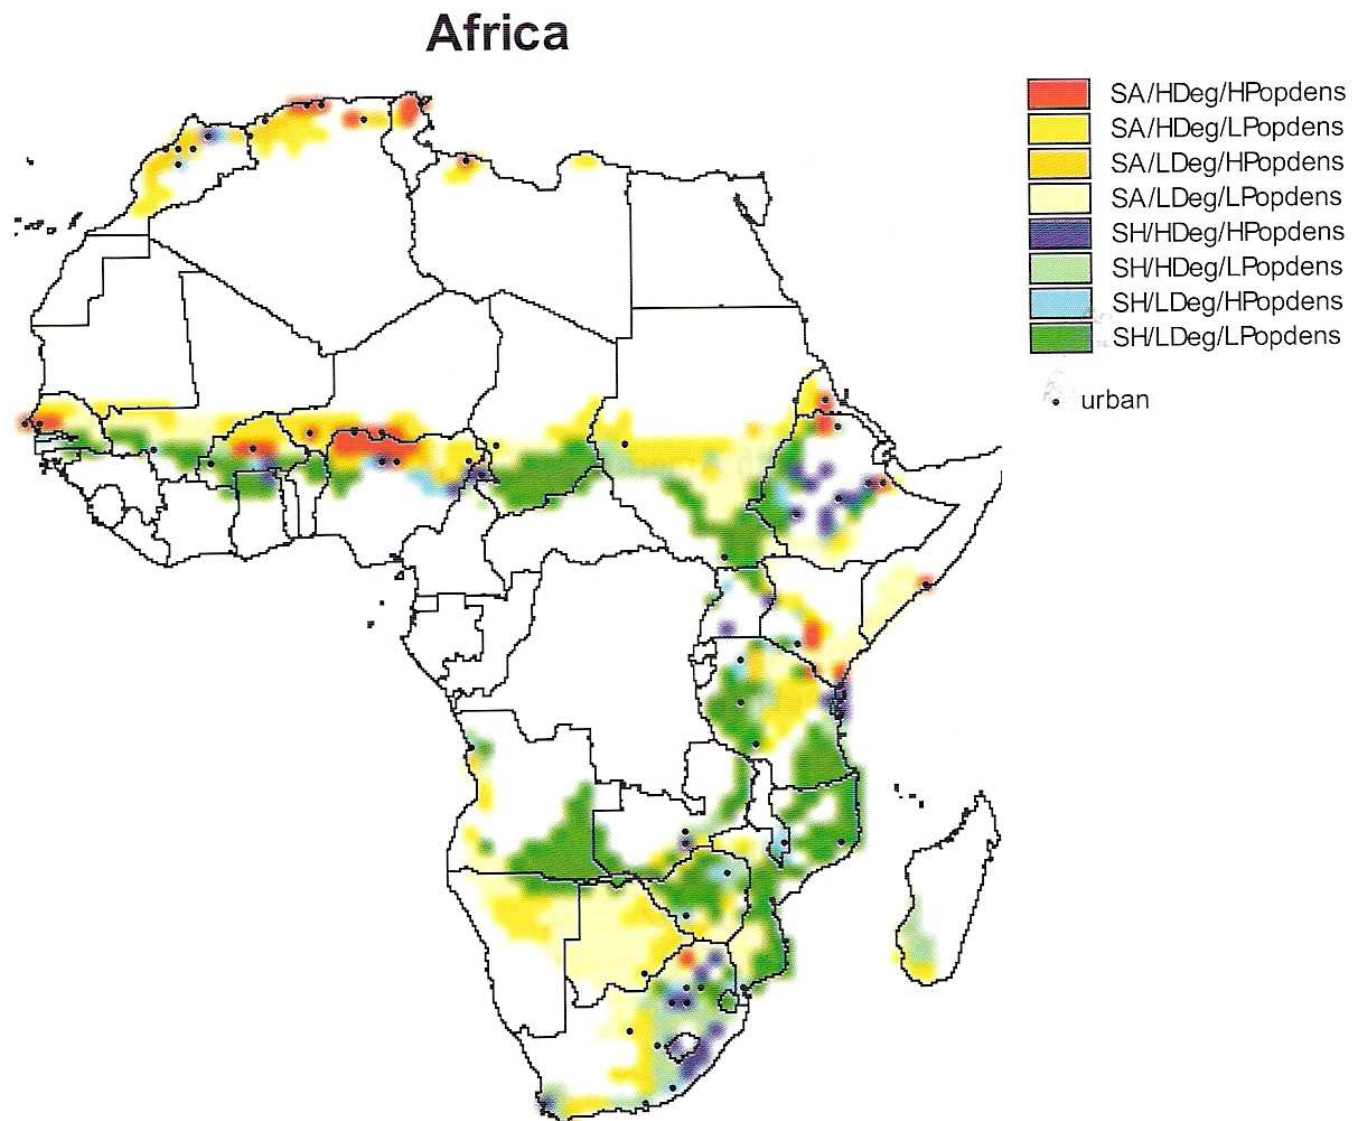 Africa
SA/HDeg/HPopdens
SA/HDeg/LPopdens
SA/LDeg/HPopdens
SA/LDeg/LPopdens
SH/HDeg/HPopdens
SH/HDeg/LPopdens
SH/LDeg/HPopdens
SH/LDeg/LPopdens
urban